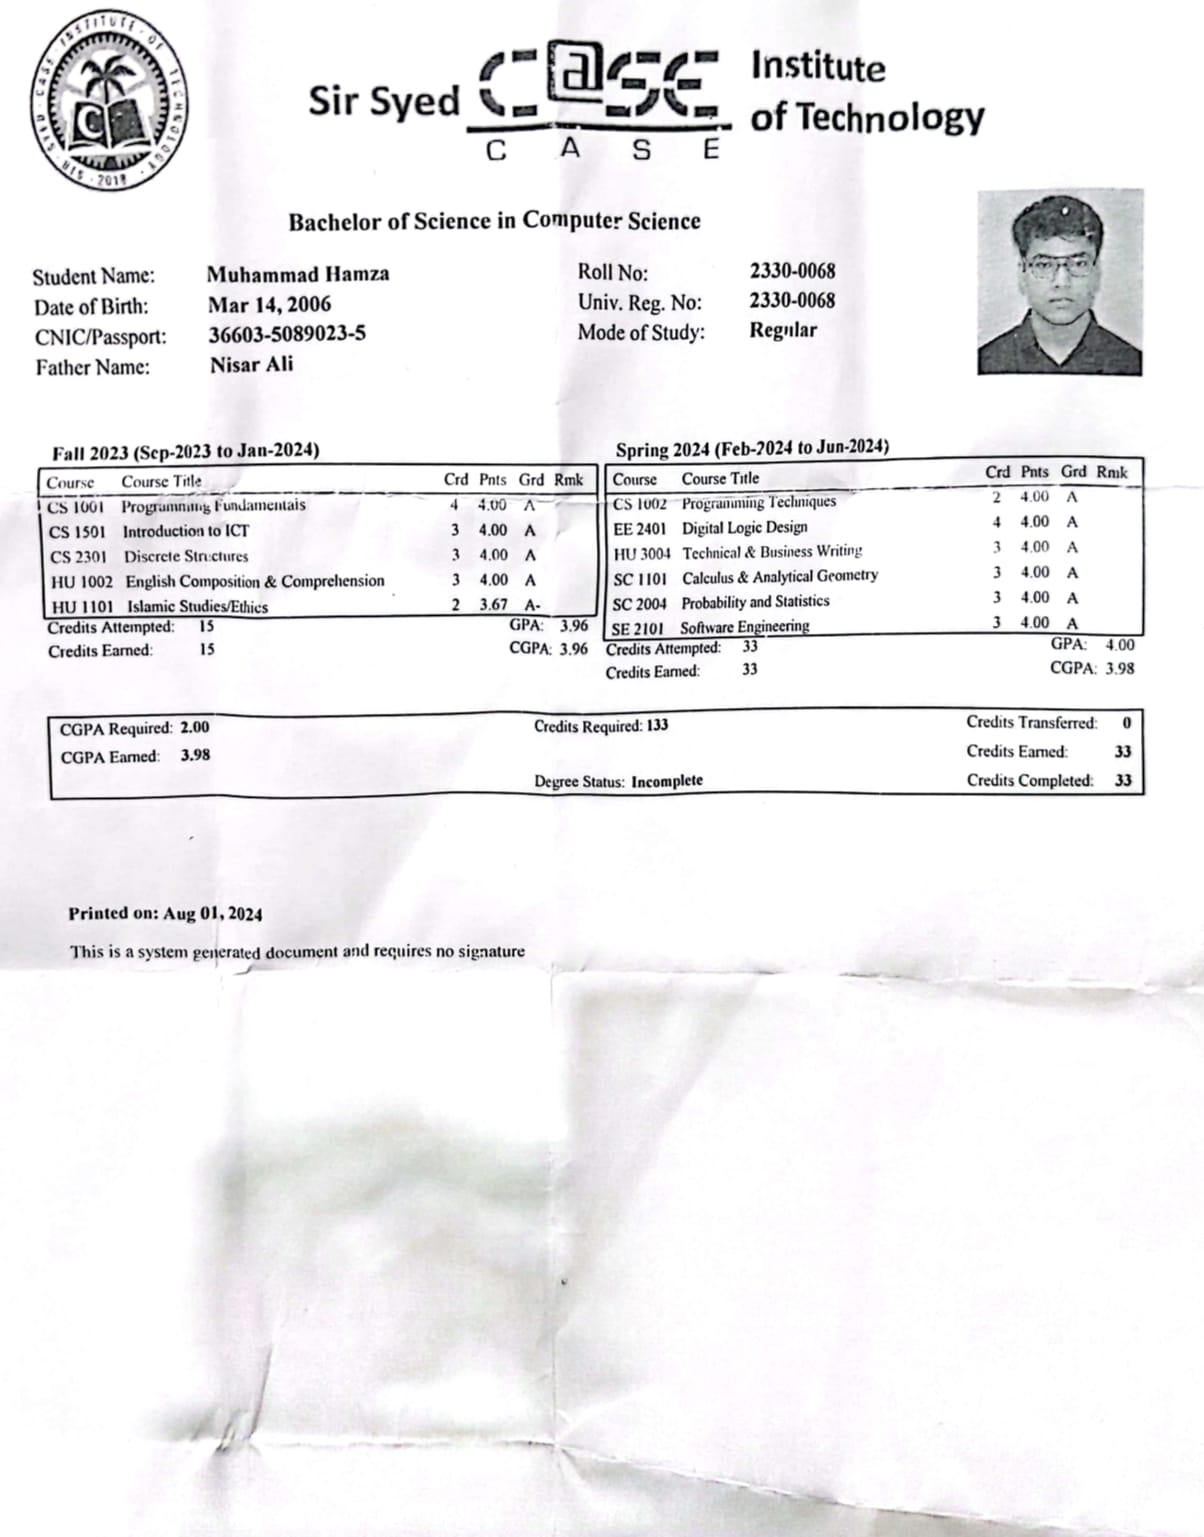 SIR SYED CASE INSTITUTE OF TECHNOLOGY
C
2018
Sir Syed C@SE Institute of Technology
C A S E
Bachelor of Science in Computer Science
Student Name: Muhammad Hamza Roll No: 2330-0068
Date of Birth: Mar 14, 2006 Univ. Reg. No: 2330-0068
CNIC/Passport: 36603-5089023-5 Mode of Study: Regular
Father Name: Nisar Ali
Fall 2023 (Sep-2023 to Jan-2024)
Course Course Title Crd Pnts Grd Rmk
CS 1001 Programming Fundamentals 4 4.00 A
CS 1501 Introduction to ICT 3 4.00 A
CS 2301 Discrete Structures 3 4.00 A
HU 1002 English Composition & Comprehension 3 4.00 A
HU 1101 Islamic Studies/Ethics 2 3.67 A-
Credits Attempted: 15 GPA: 3.96
Credits Earned: 15 CGPA: 3.96
Spring 2024 (Feb-2024 to Jun-2024)
Course Course Title Crd Pnts Grd Rmk
CS 1002 Programming Techniques 2 4.00 A
EE 2401 Digital Logic Design 4 4.00 A
HU 3004 Technical & Business Writing 3 4.00 A
SC 1101 Calculus & Analytical Geometry 3 4.00 A
SC 2004 Probability and Statistics 3 4.00 A
SE 2101 Software Engineering 3 4.00 A
Credits Attempted: 33 GPA: 4.00
Credits Earned: 33 CGPA: 3.98
CGPA Required: 2.00 Credits Required: 133 Credits Transferred: 0
CGPA Earned: 3.98 Credits Earned: 33
Degree Status: Incomplete Credits Completed: 33
Printed on: Aug 01, 2024
This is a system generated document and requires no signature